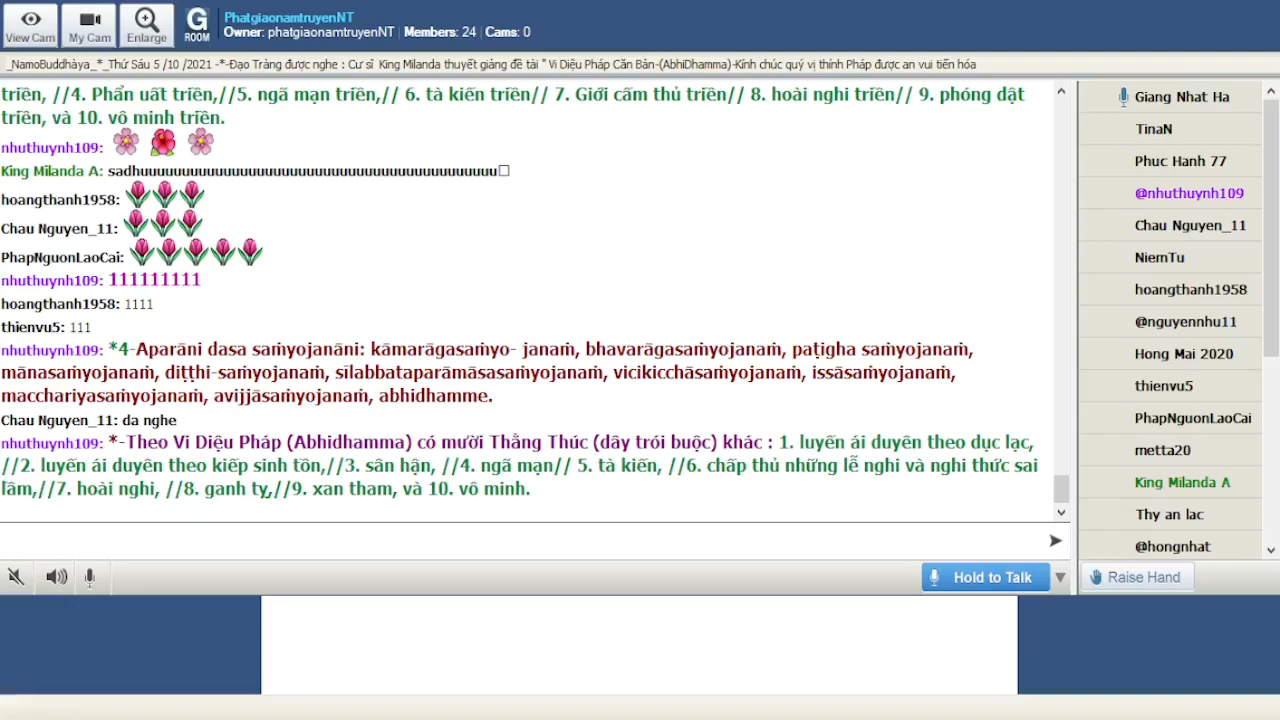 View Cam
My Cam
Enlarge
G
ROOM
PhatgiaonamtruyenNT
Owner: phatgiaonamtruyenNT | Members: 24 | Cams: 0
_NamoBuddhàya_*_Thứ Sáu 5 /10 /2021 -*-Đạo Tràng được nghe : Cư sĩ King Milanda thuyết giảng đề tài " Vi Diệu Pháp Căn Bản-(AbhiDhamma)-Kính chúc quý vị thính Pháp được an vui tiến hóa
triền, //4. Phẩn uất triền,//5. ngã mạn triền,// 6. tà kiến triền// 7. Giới cấm thủ triền// 8. hoài nghi triền// 9. phóng dật
triền, và 10. vô minh triền.
nhuthuynh109:
King Milanda A: sadhuuuuuuuuuuuuuuuuuuuuuuuuuuuuuuuuuuuuuuuuuuu□
hoangthanh1958:
Chau Nguyen_11:
PhapNguonLaoCai:
nhuthuynh109: 111111111
hoangthanh1958: 1111
thienvu5: 111
nhuthuynh109: *4-Aparāni dasa saṁyojanāni: kāmarāgasaṁyo- janaṁ, bhavarāgasaṁyojanaṁ, paṭigha saṁyojanaṁ,
mānasaṁyojanaṁ, diṭṭhi-saṁyojanaṁ, sīlabbataparāmāsasaṁyojanaṁ, vicikicchāsaṁyojanaṁ, issāsaṁyojanaṁ,
macchariyasaṁyojanaṁ, avijjāsaṁyojanaṁ, abhidhamme.
Chau Nguyen_11: da nghe
nhuthuynh109: *-Theo Vi Diệu Pháp (Abhidhamma) có mười Thằng Thúc (dây trói buộc) khác : 1. luyến ái duyên theo dục lạc,
//2. luyến ái duyên theo kiếp sinh tồn,//3. sân hận, //4. ngã mạn// 5. tà kiến, //6. chấp thủ những lễ nghi và nghi thức sai
lầm,//7. hoài nghi, //8. ganh tỵ,//9. xan tham, và 10. vô minh.
Hold to Talk
Giang Nhat Ha
TinaN
Phuc Hanh 77
@nhuthuynh109
Chau Nguyen_11
NiemTu
hoangthanh1958
@nguyennhu11
Hong Mai 2020
thienvu5
PhapNguonLaoCai
metta20
King Milanda A
Thy an lac
@hongnhat
Raise Hand